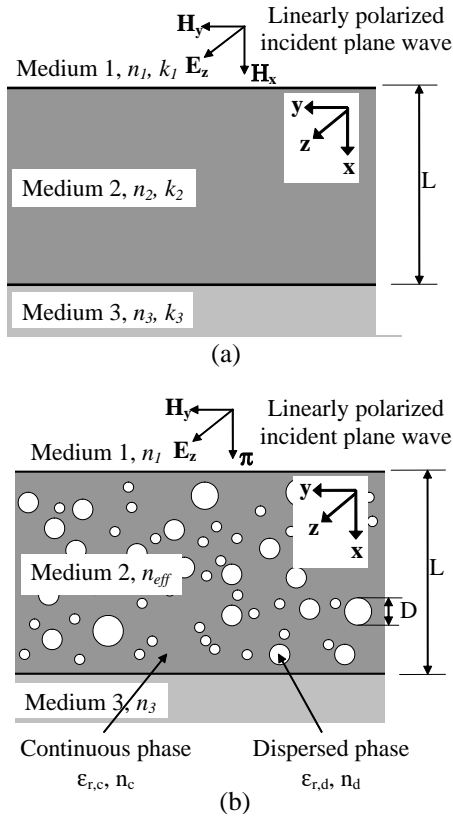 Linearly polarized
incident plane wave
H_y
E_z
H_x
Medium 1, n_1, k_1
y
z
x
L
Medium 2, n_2, k_2
Medium 3, n_3, k_3
(a)
Linearly polarized
incident plane wave
H_y
E_z
π
Medium 1, n_1
y
z
x
L
Medium 2, n_eff
D
Medium 3, n_3
Continuous phase
ε_r,c, n_c
Dispersed phase
ε_r,d, n_d
(b)